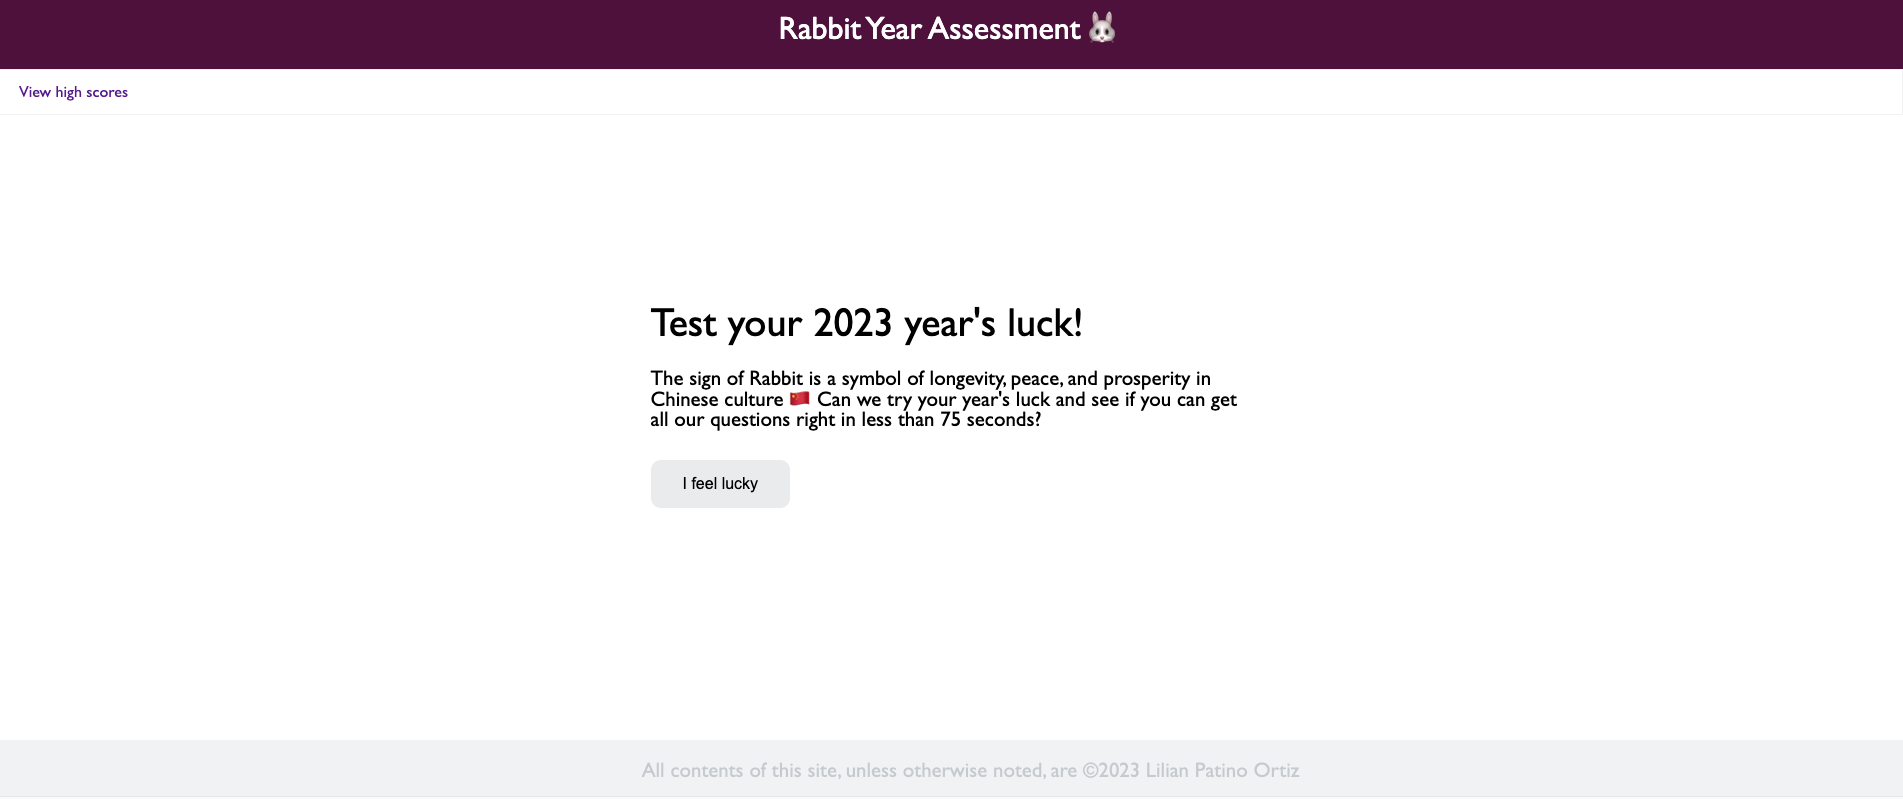 Rabbit Year Assessment 🐰
View high scores
Test your 2023 year's luck!
The sign of Rabbit is a symbol of longevity, peace, and prosperity in
Chinese culture 🇨🇳 Can we try your year's luck and see if you can get
all our questions right in less than 75 seconds?
I feel lucky
All contents of this site, unless otherwise noted, are ©2023 Lilian Patino Ortiz